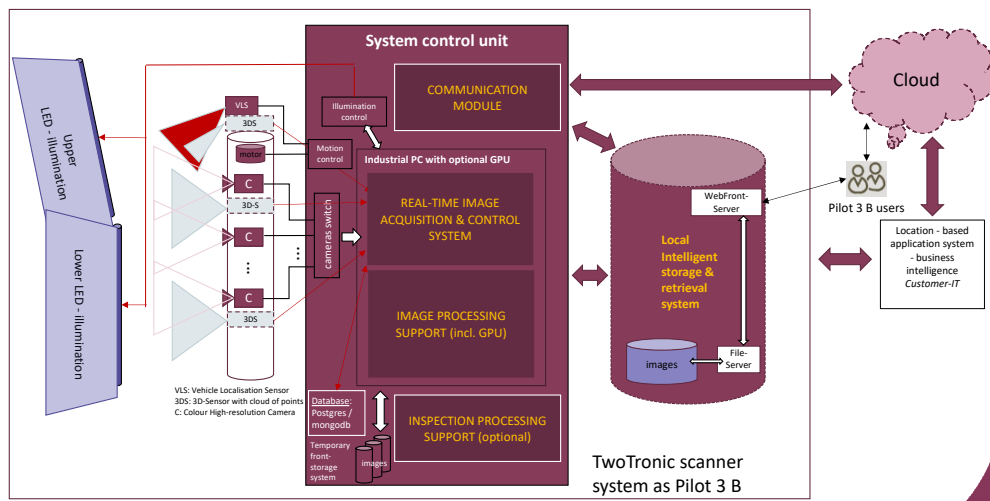 System control unit
COMMUNICATION
MODULE
Cloud
Upper
LED - illumination
VLS
3DS
motor
Illumination
control
Motion
control
Industrial PC with optional GPU
C
3D-S
C
...
C
3DS
cameras switch
...
REAL-TIME IMAGE
ACQUISITION & CONTROL
SYSTEM
IMAGE PROCESSING
SUPPORT (incl. GPU)
WebFront-
Server
Local
Intelligent
storage &
retrieval
system
images
File-
Server
Pilot 3 B users
Location - based
application system
- business
intelligence
Customer-IT
Lower LED - illumination
VLS: Vehicle Localisation Sensor
3DS: 3D-Sensor with cloud of points
C: Colour High-resolution Camera
Database:
Postgres /
mongodb
Temporary
front-
storage
system
images
INSPECTION PROCESSING
SUPPORT (optional)
TwoTronic scanner
system as Pilot 3 B